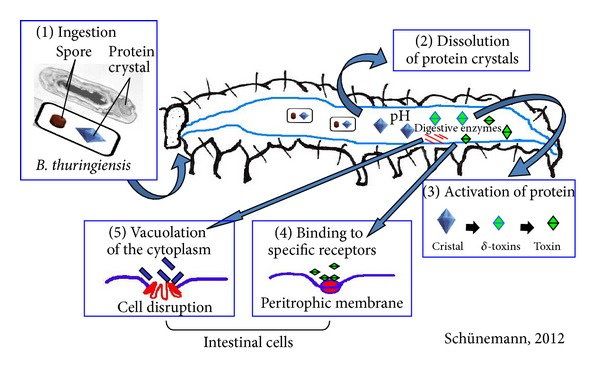 (1) Ingestion
Spore
Protein
crystal
B. thuringiensis
(2) Dissolution
of protein crystals
pH
Digestive enzymes
(3) Activation of protein
Cristal
δ-toxins
Toxin
(5) Vacuolation
of the cytoplasm
Cell disruption
(4) Binding to
specific receptors
Peritrophic membrane
Intestinal cells
Schünemann, 2012